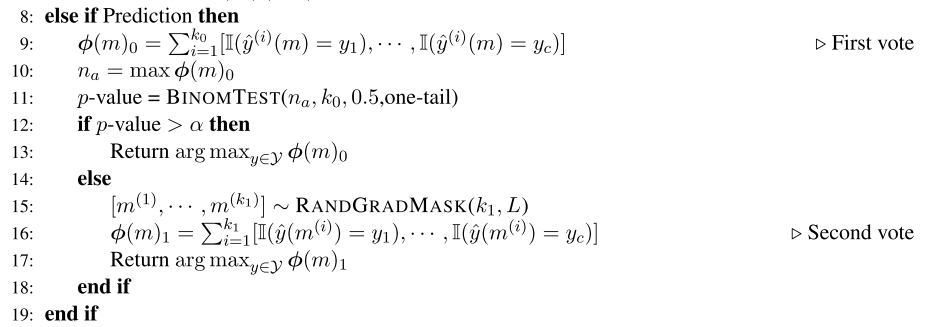 8: else if Prediction then
9: ϕ(m)₀ = ∑ᵢ₌₁^{k₀}[𝕀(ŷ⁽ⁱ⁾(m) = y₁), ⋯ , 𝕀(ŷ⁽ⁱ⁾(m) = y_c)] ▷ First vote
10: nₐ = max ϕ(m)₀
11: p-value = BINOMTEST(nₐ, k₀, 0.5,one-tail)
12: if p-value > α then
13: Return arg max_{y∈𝒴} ϕ(m)₀
14: else
15: [m⁽¹⁾, ⋯ , m^{(k₁)}] ∼ RANDGRADMASK(k₁, L)
16: ϕ(m)₁ = ∑ᵢ₌₁^{k₁}[𝕀(ŷ(m⁽ⁱ⁾) = y₁), ⋯ , 𝕀(ŷ(m⁽ⁱ⁾) = y_c)] ▷ Second vote
17: Return arg max_{y∈𝒴} ϕ(m)₁
18: end if
19: end if